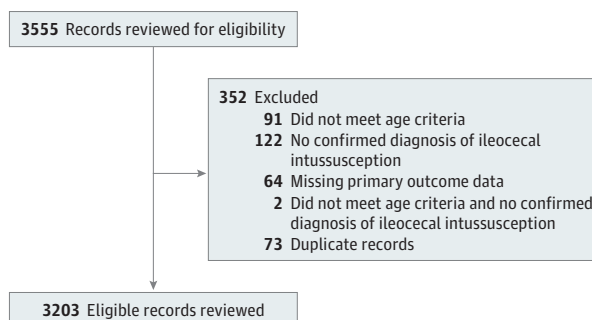 3555 Records reviewed for eligibility
352 Excluded
91 Did not meet age criteria
122 No confirmed diagnosis of ileocecal
intussusception
64 Missing primary outcome data
2 Did not meet age criteria and no confirmed
diagnosis of ileocecal intussusception
73 Duplicate records
3203 Eligible records reviewed